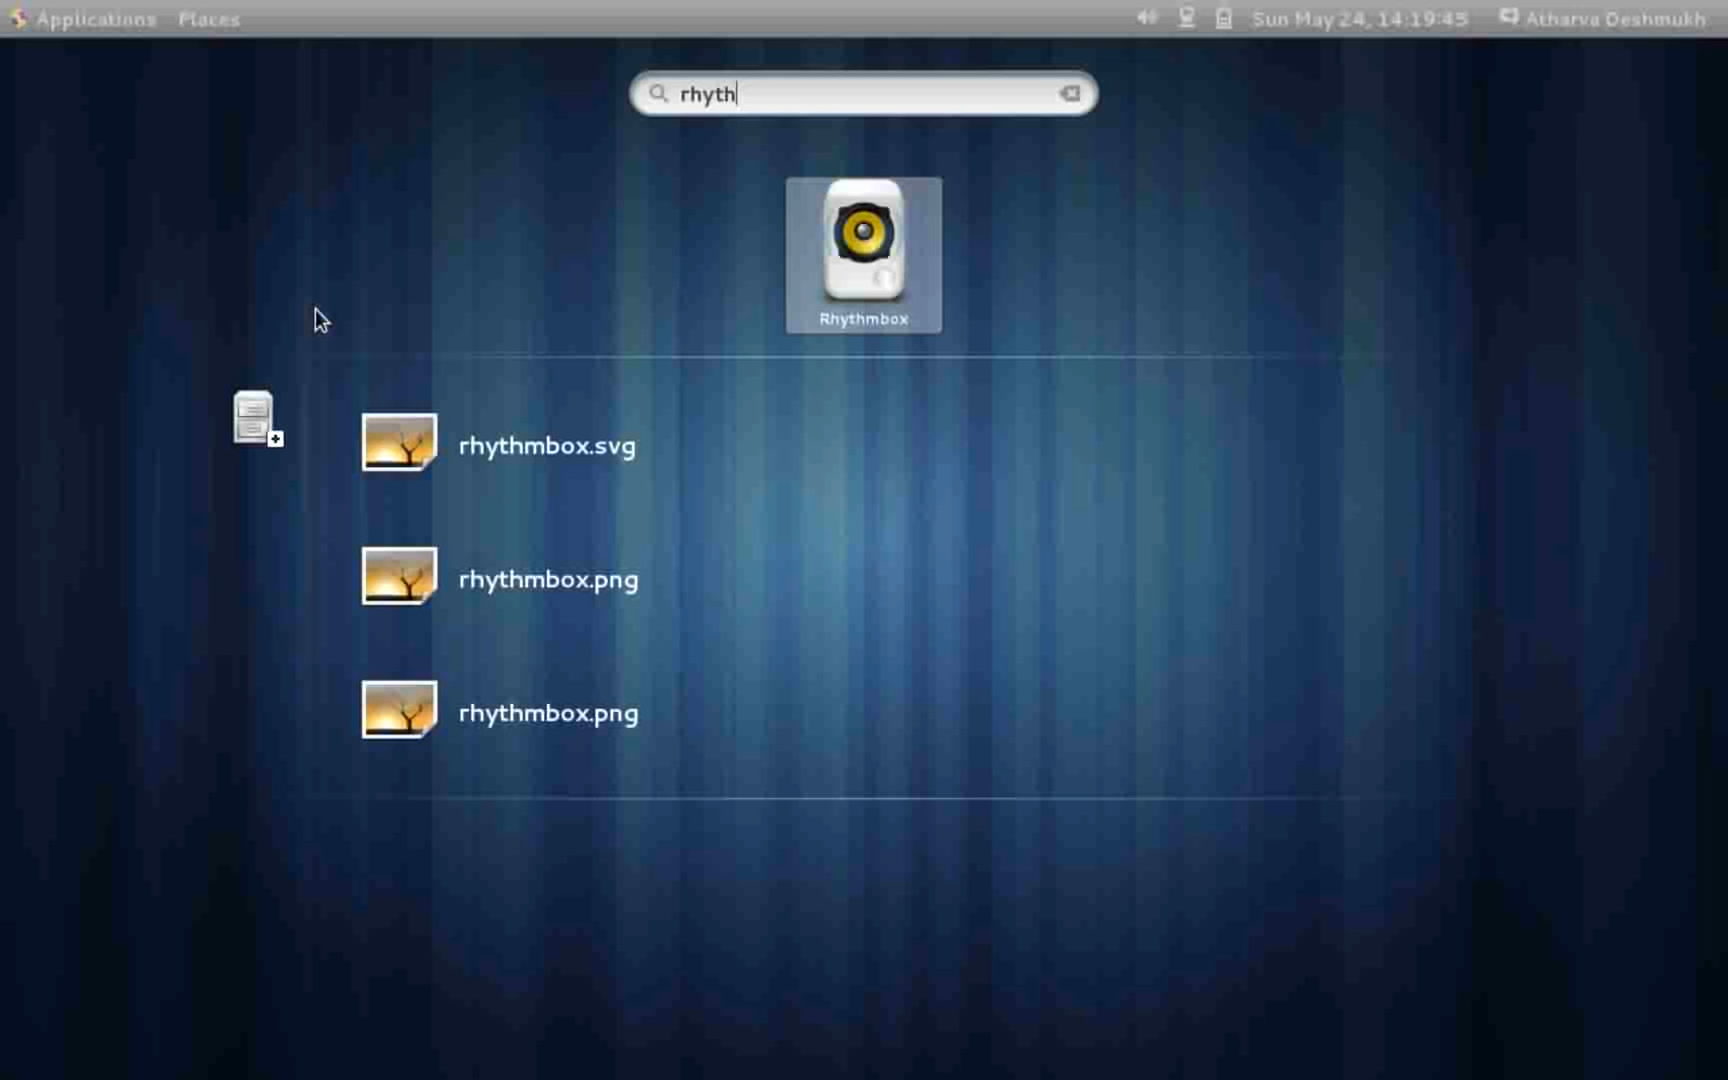 Applications Places Sun May 24, 14:19:45 Atharva Deshmukh
rhyth
Rhythmbox
rhythmbox.svg
rhythmbox.png
rhythmbox.png